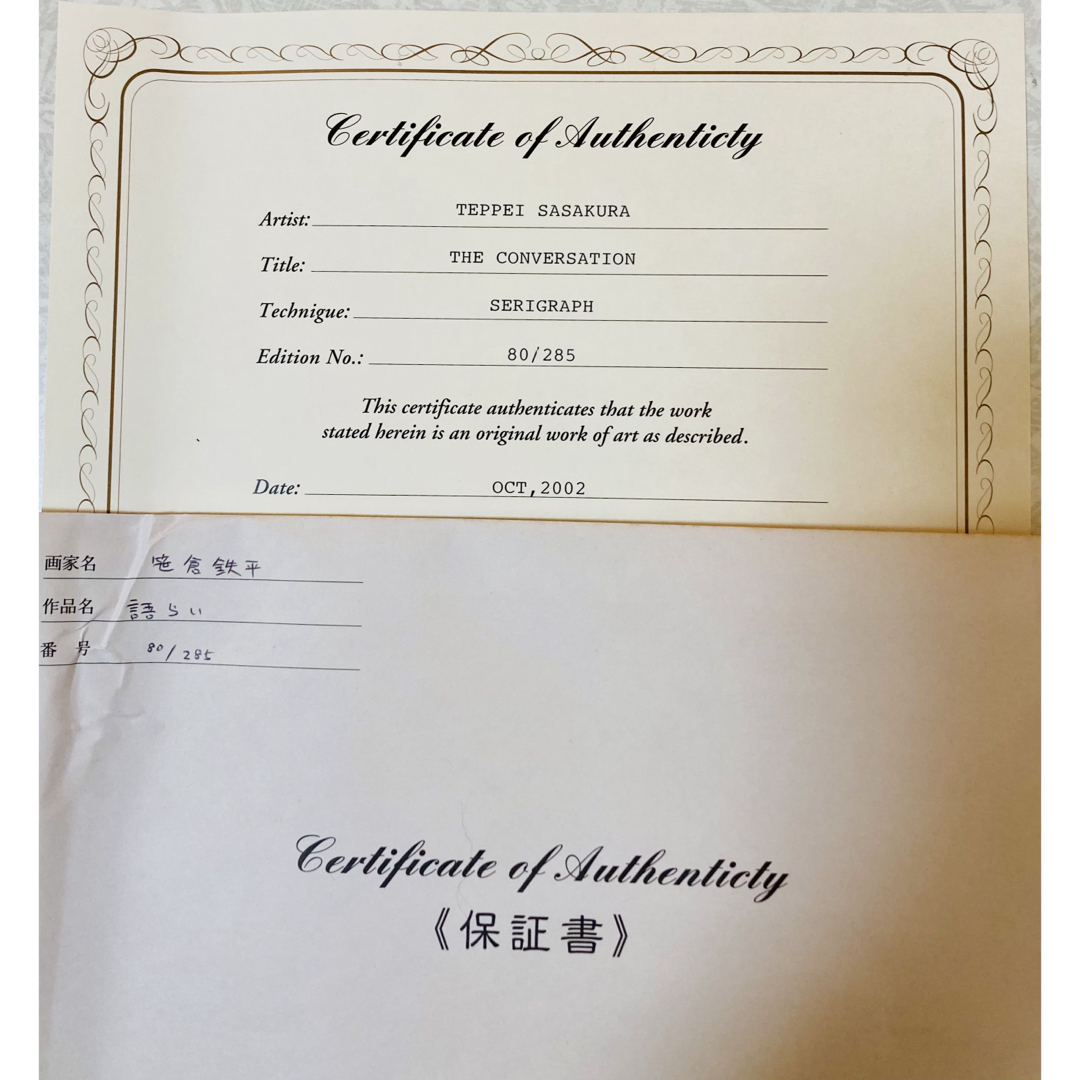 Certificate of Authenticty
Artist: TEPPEI SASAKURA
Title: THE CONVERSATION
Technigue: SERIGRAPH
Edition No.: 80/285
This certificate authenticates that the work
stated herein is an original work of art as described.
Date: OCT,2002
画家名 笹倉鉄平
作品名 語らい
番 号 80/285
Certificate of Authenticty
《保証書》